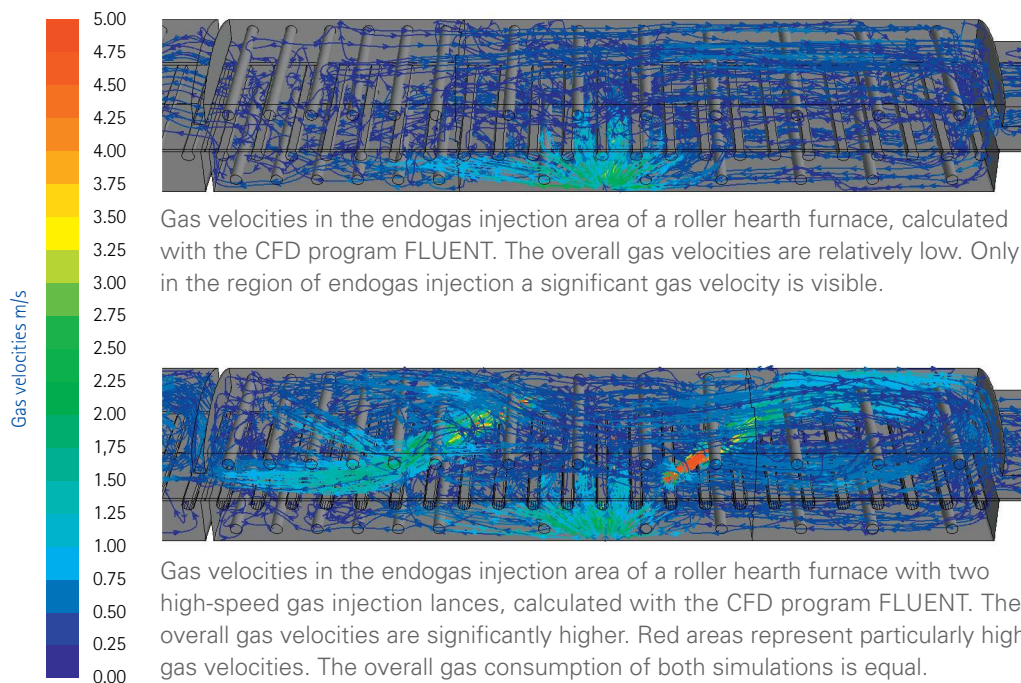 5.00
4.75
4.50
4.25
4.00
3.75
3.50
3.25
3.00
2.75
2.50
2.25
2.00
1.75
1.50
1.25
1.00
0.75
0.50
0.25
0.00
Gas velocities m/s
Gas velocities in the endogas injection area of a roller hearth furnace, calculated
with the CFD program FLUENT. The overall gas velocities are relatively low. Only
in the region of endogas injection a significant gas velocity is visible.
Gas velocities in the endogas injection area of a roller hearth furnace with two
high-speed gas injection lances, calculated with the CFD program FLUENT. The
overall gas velocities are significantly higher. Red areas represent particularly high
gas velocities. The overall gas consumption of both simulations is equal.